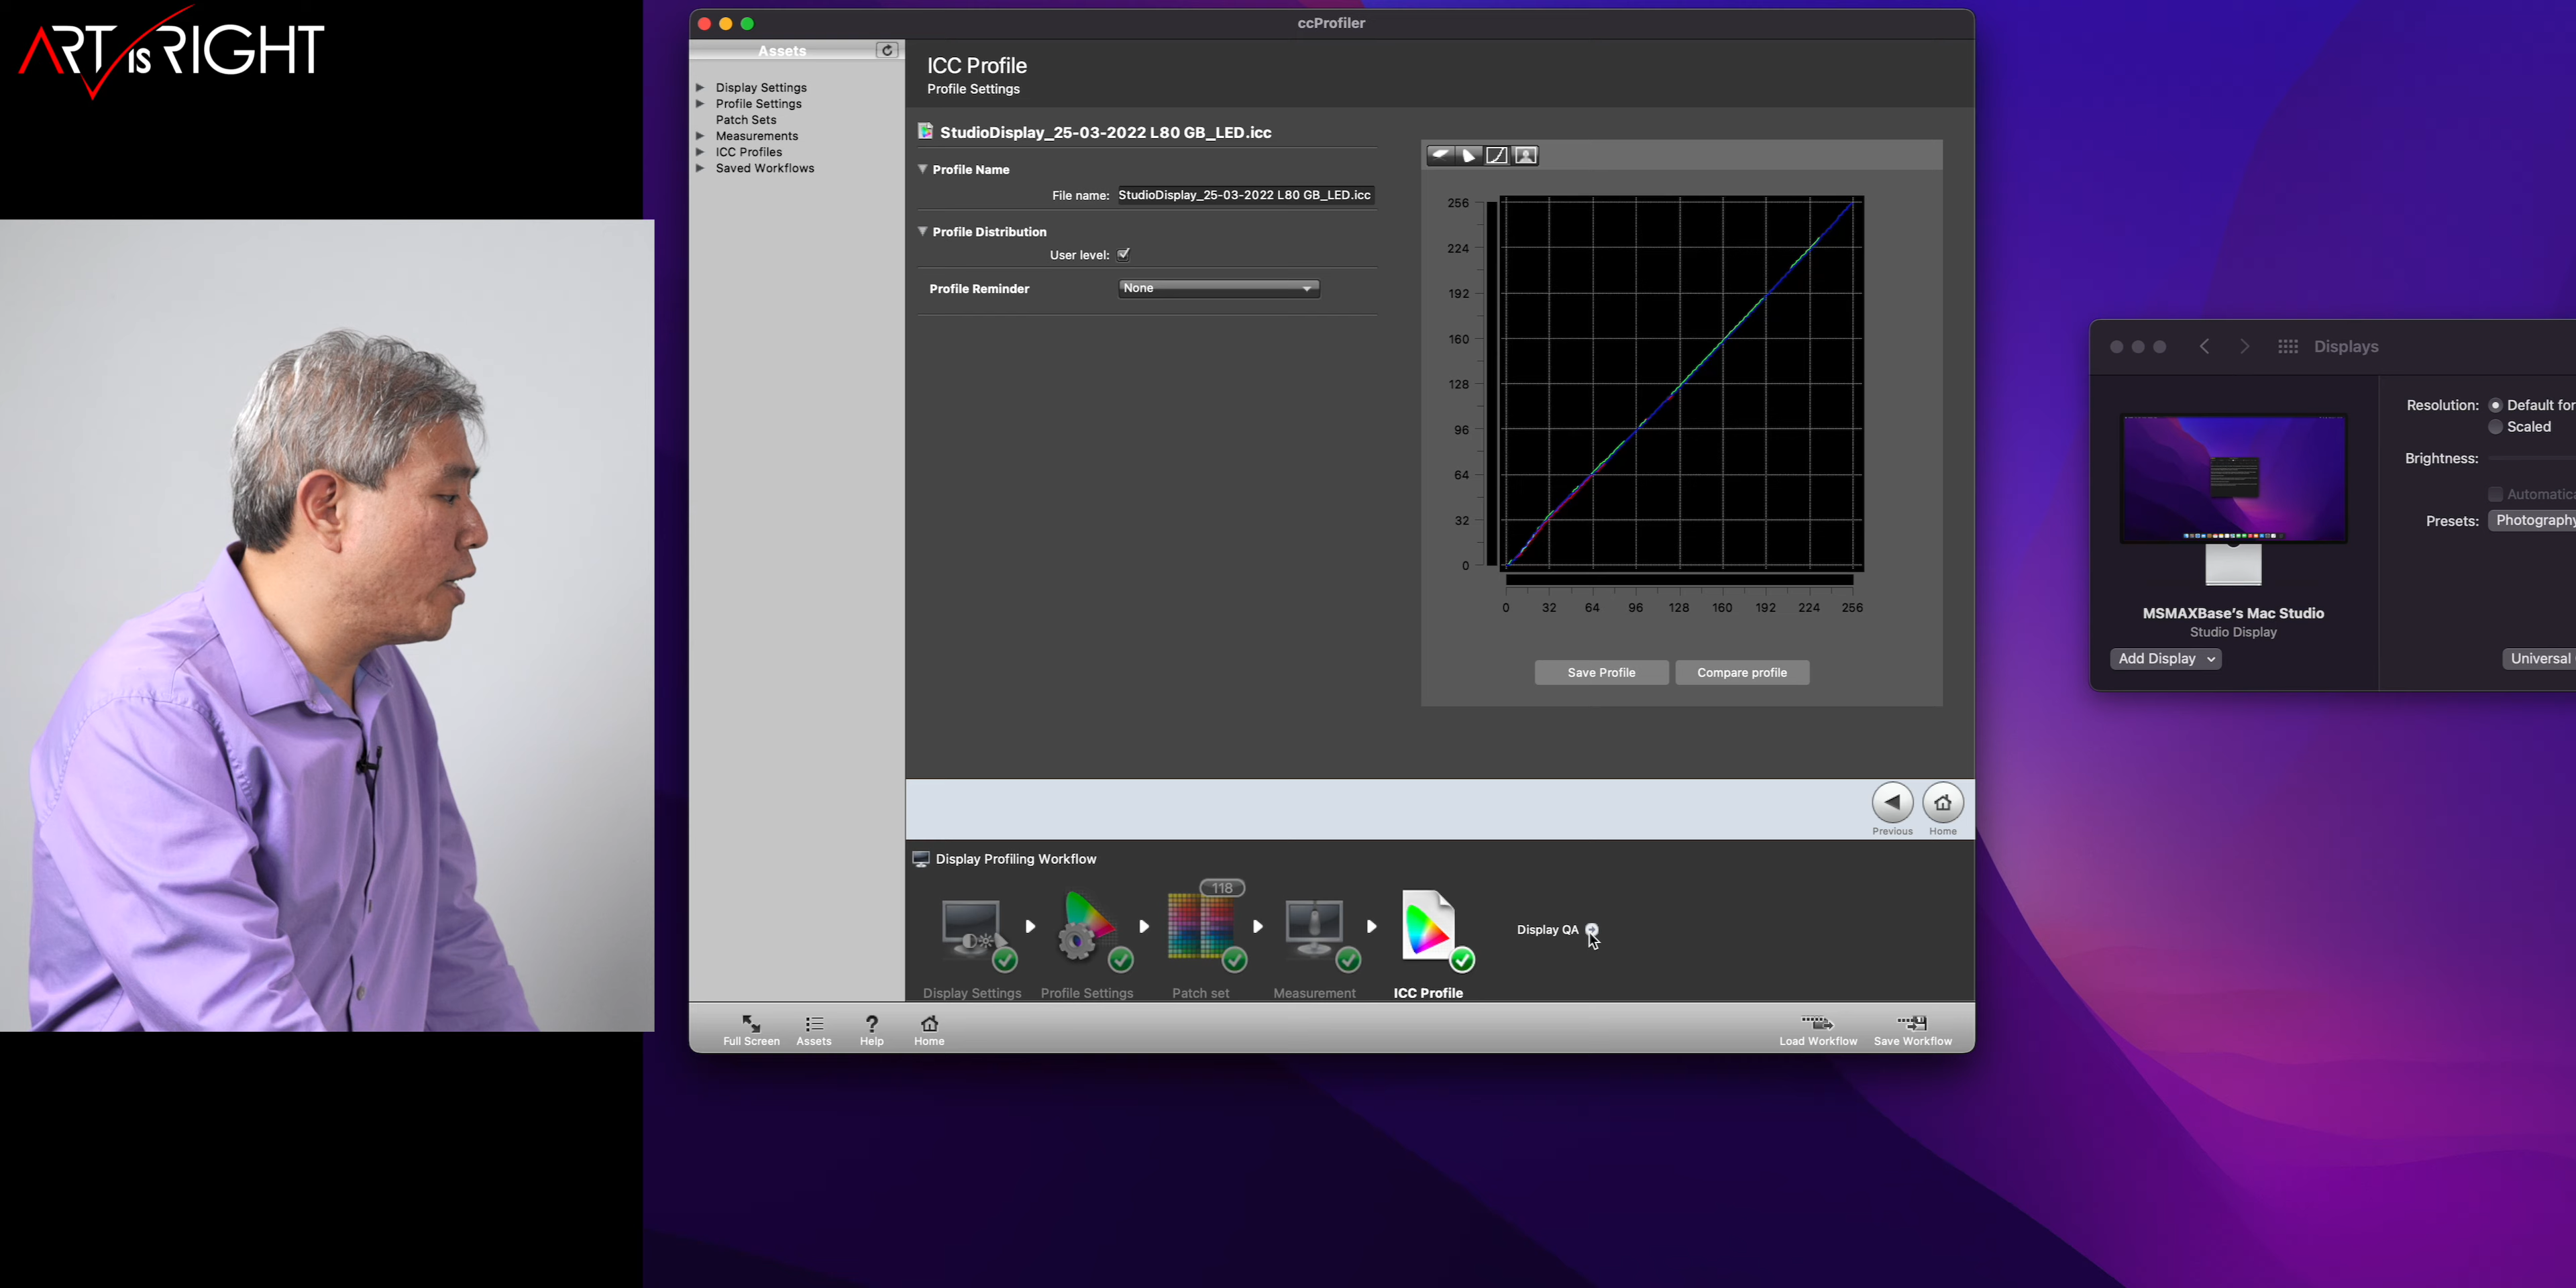 ART IS RIGHT
ccProfiler
Assets
Display Settings
Profile Settings
Patch Sets
Measurements
ICC Profiles
Saved Workflows
ICC Profile
Profile Settings
StudioDisplay_25-03-2022 L80 GB_LED.icc
Profile Name
File name: StudioDisplay_25-03-2022 L80 GB_LED.icc
Profile Distribution
User level:
Profile Reminder None
256
224
192
160
128
96
64
32
0
0 32 64 96 128 160 192 224 256
Save Profile Compare profile
Previous Home
Display Profiling Workflow
118
Display QA
Display Settings Profile Settings Patch set Measurement ICC Profile
Full Screen Assets Help Home
Load Workflow Save Workflow
Displays
Resolution: Default for
Scaled
Brightness:
Automatica
Presets: Photography
MSMAXBase's Mac Studio
Studio Display
Add Display
Universal